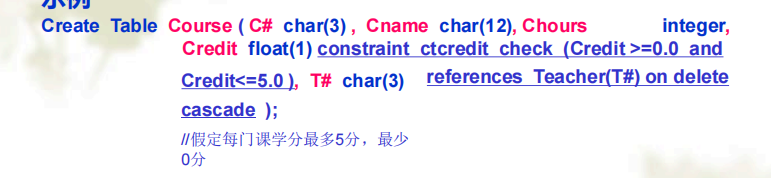 示例
Create Table Course ( C# char(3) , Cname char(12), Chours integer,
Credit float(1) constraint ctcredit check (Credit >=0.0 and
Credit<=5.0 ), T# char(3) references Teacher(T#) on delete
cascade );
//假定每门课学分最多5分，最少
0分